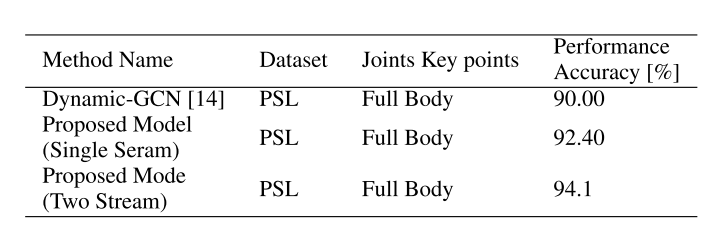 Method Name Dataset Joints Key points Performance Accuracy [%]
Dynamic-GCN [14] PSL Full Body 90.00
Proposed Model (Single Seram) PSL Full Body 92.40
Proposed Mode (Two Stream) PSL Full Body 94.1